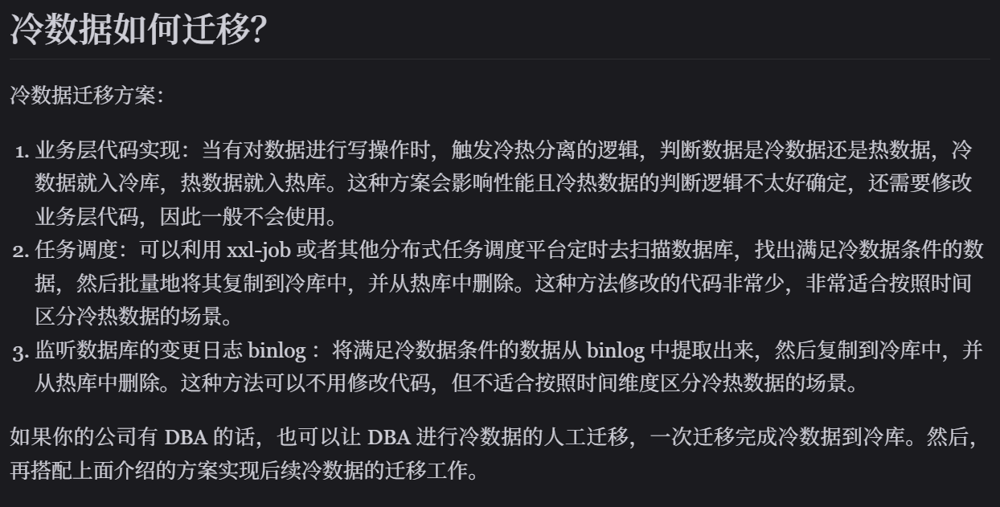 冷数据如何迁移？
冷数据迁移方案：
1. 业务层代码实现：当有对数据进行写操作时，触发冷热分离的逻辑，判断数据是冷数据还是热数据，冷
数据就入冷库，热数据就入热库。这种方案会影响性能且冷热数据的判断逻辑不太好确定，还需要修改
业务层代码，因此一般不会使用。
2. 任务调度：可以利用 xxl-job 或者其他分布式任务调度平台定时去扫描数据库，找出满足冷数据条件的数
据，然后批量地将其复制到冷库中，并从热库中删除。这种方法修改的代码非常少，非常适合按照时间
区分冷热数据的场景。
3. 监听数据库的变更日志 binlog ：将满足冷数据条件的数据从 binlog 中提取出来，然后复制到冷库中，并
从热库中删除。这种方法可以不用修改代码，但不适合按照时间维度区分冷热数据的场景。
如果你的公司有 DBA 的话，也可以让 DBA 进行冷数据的人工迁移，一次迁移完成冷数据到冷库。然后，
再搭配上面介绍的方案实现后续冷数据的迁移工作。